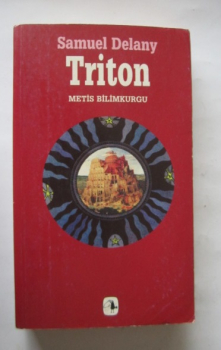 Samuel Delany
Triton
METİS BİLİMKURGU